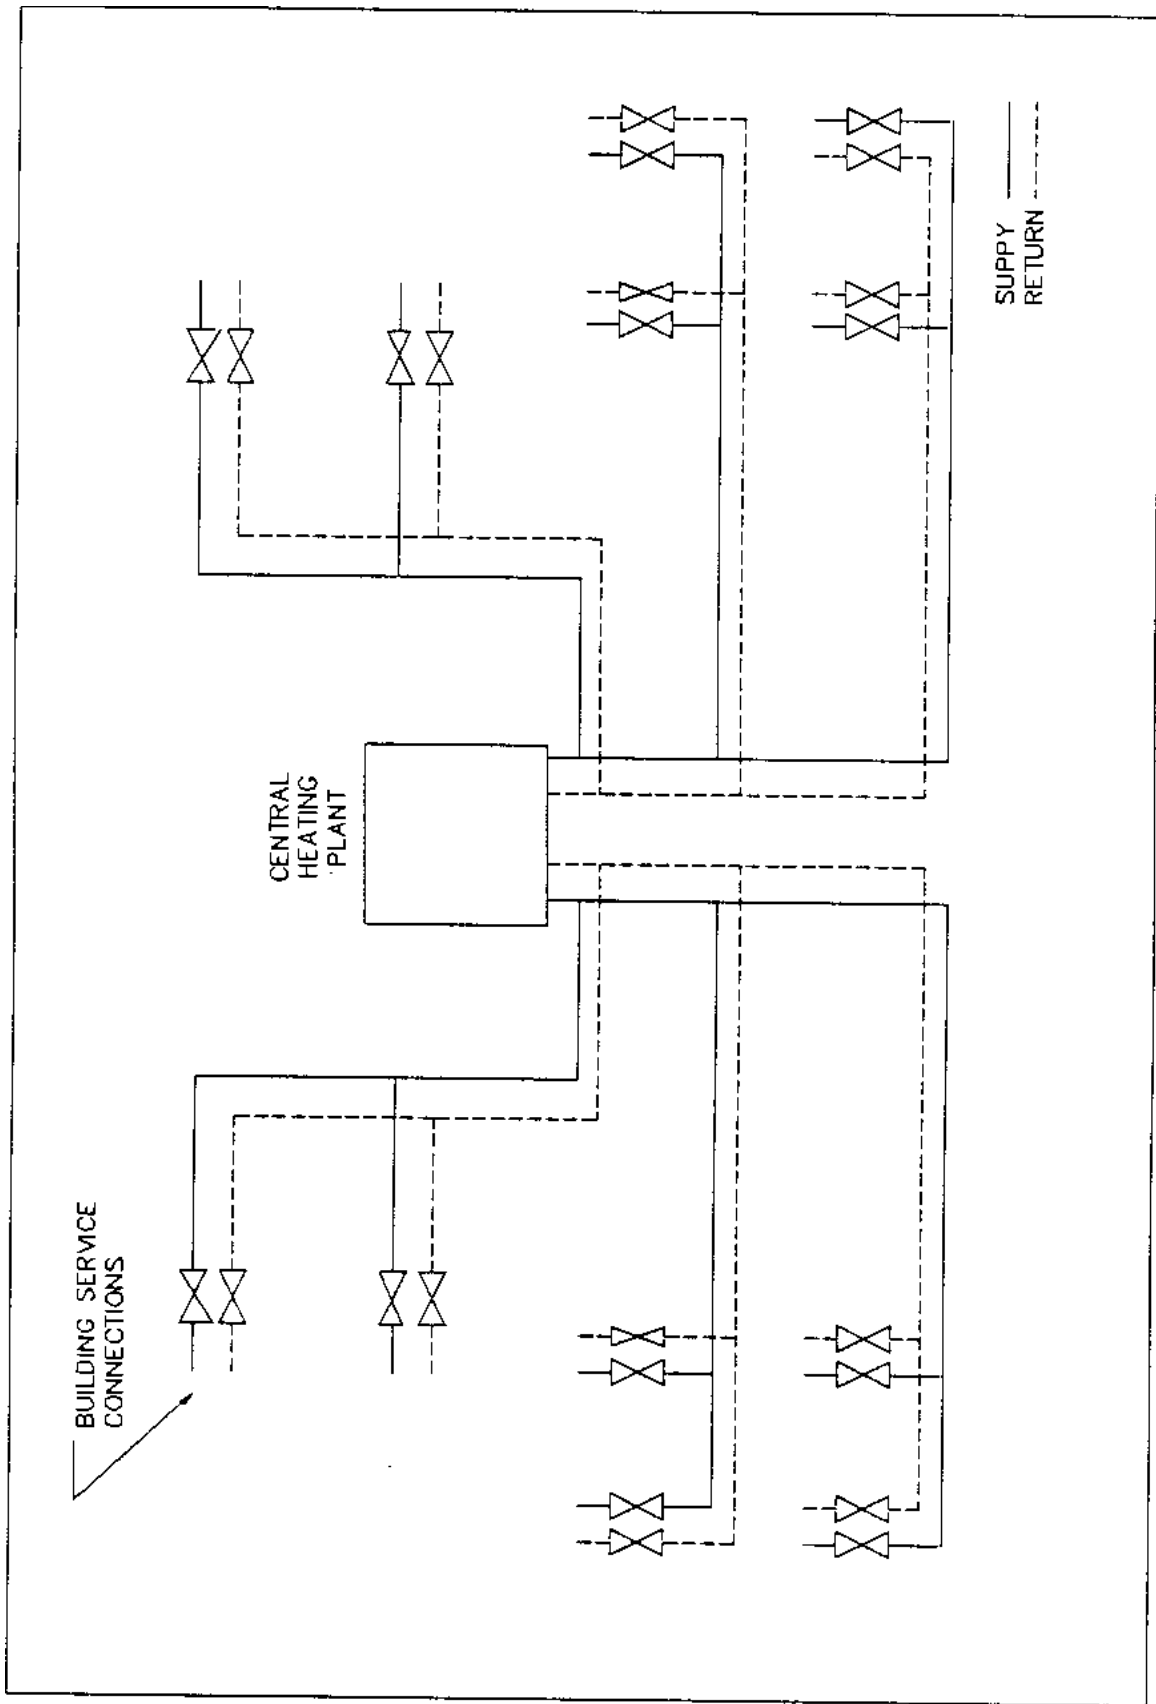 BUILDING SERVICE
CONNECTIONS
CENTRAL
HEATING
PLANT
SUPPY
RETURN